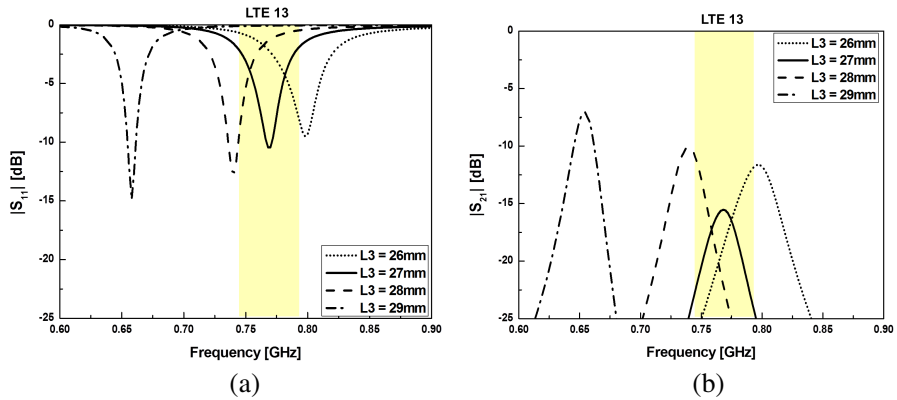 LTE 13
0
-5
-10
-15
-20
-25
|S11| [dB]
L3 = 26mm
L3 = 27mm
L3 = 28mm
L3 = 29mm
0.60 0.65 0.70 0.75 0.80 0.85 0.90
Frequency [GHz]
(a)
LTE 13
0
-5
-10
-15
-20
-25
|S21| [dB]
L3 = 26mm
L3 = 27mm
L3 = 28mm
L3 = 29mm
0.60 0.65 0.70 0.75 0.80 0.85 0.90
Frequency [GHz]
(b)